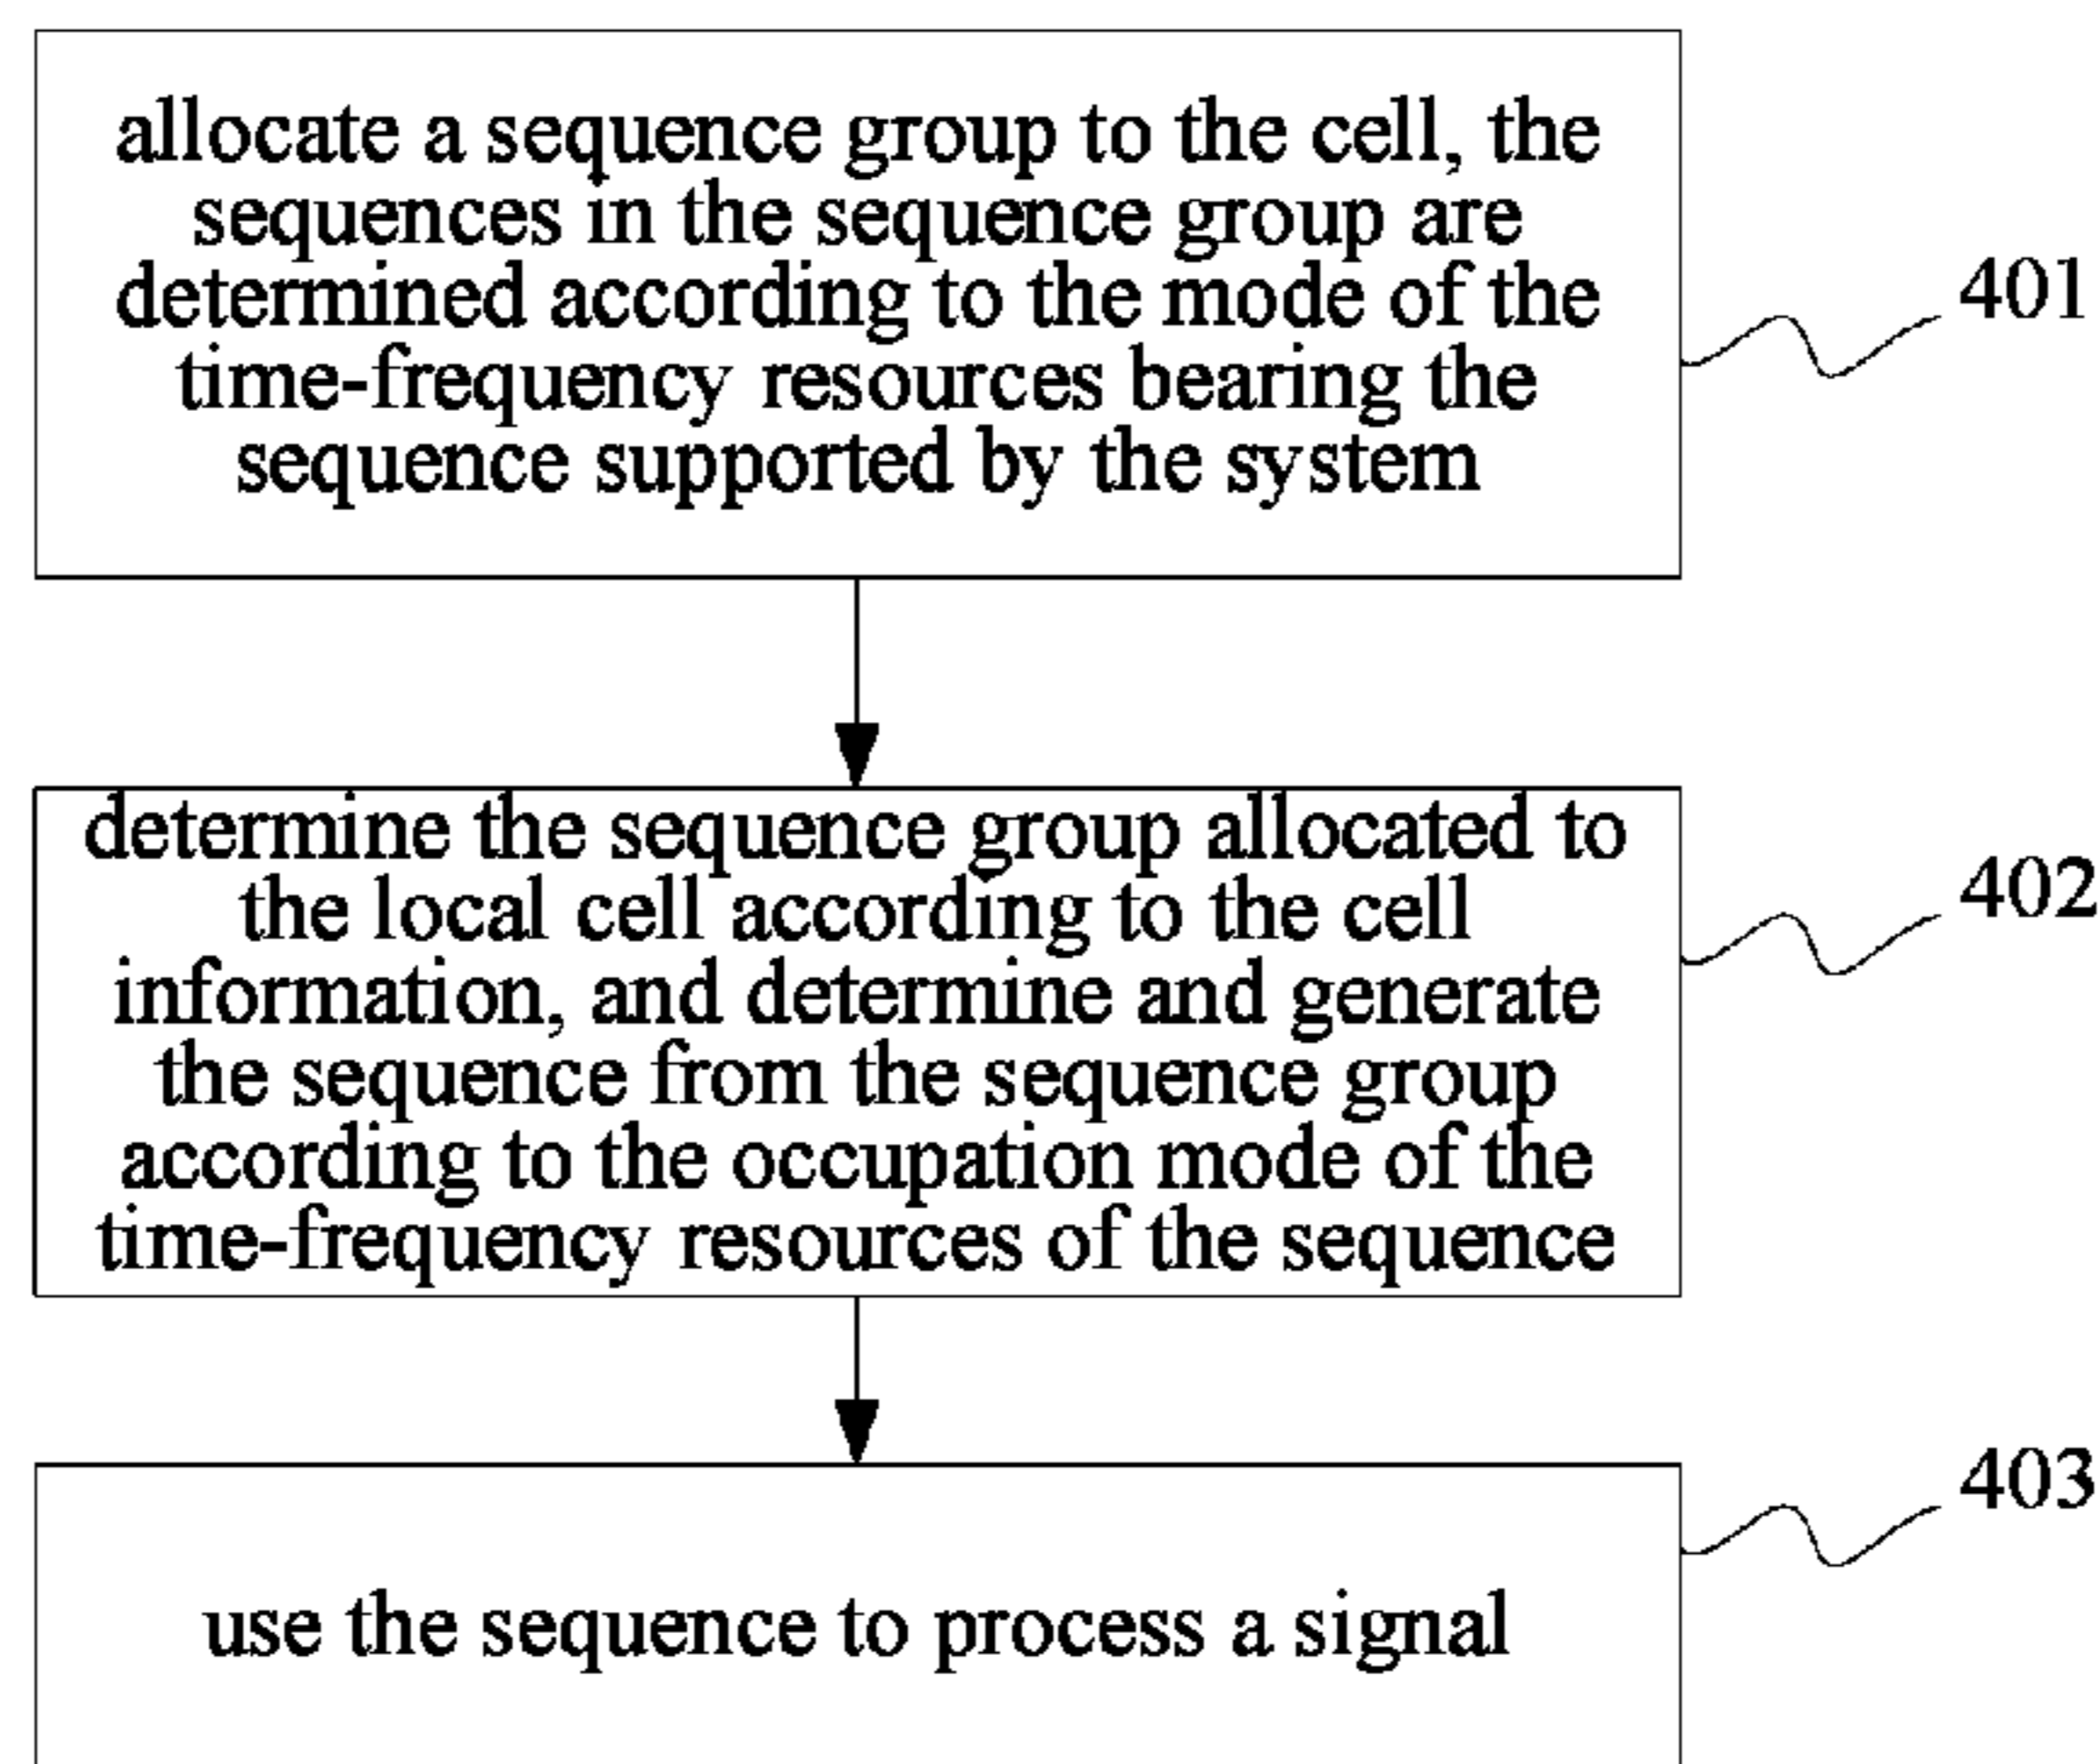 allocate a sequence group to the cell, the
sequences in the sequence group are
determined according to the mode of the
time-frequency resources bearing the
sequence supported by the system
401
determine the sequence group allocated to
the local cell according to the cell
information, and determine and generate
the sequence from the sequence group
according to the occupation mode of the
time-frequency resources of the sequence
402
use the sequence to process a signal
403